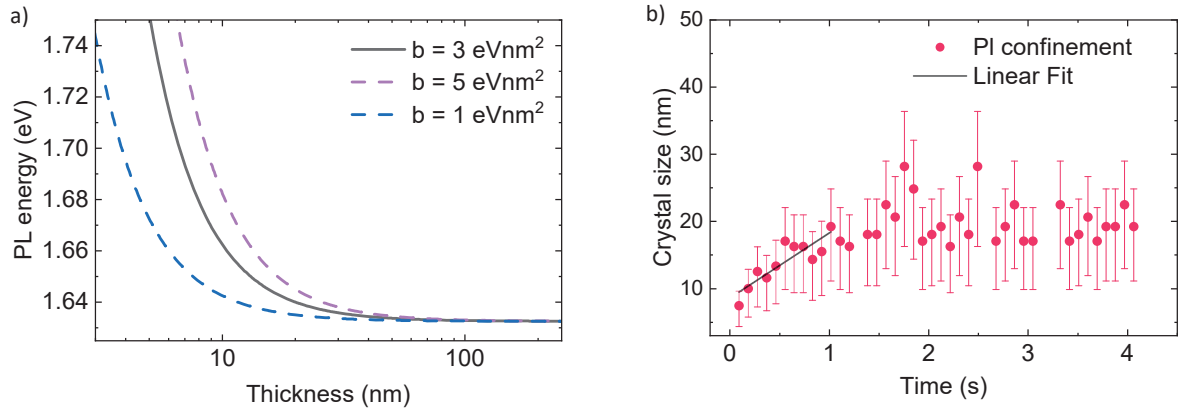 a)
1.74
1.72
1.70
1.68
1.66
1.64
PL energy (eV)
b = 3 eVnm²
b = 5 eVnm²
b = 1 eVnm²
10
100
Thickness (nm)
b)
50
40
30
20
10
Crystal size (nm)
Pl confinement
Linear Fit
0
1
2
3
4
Time (s)